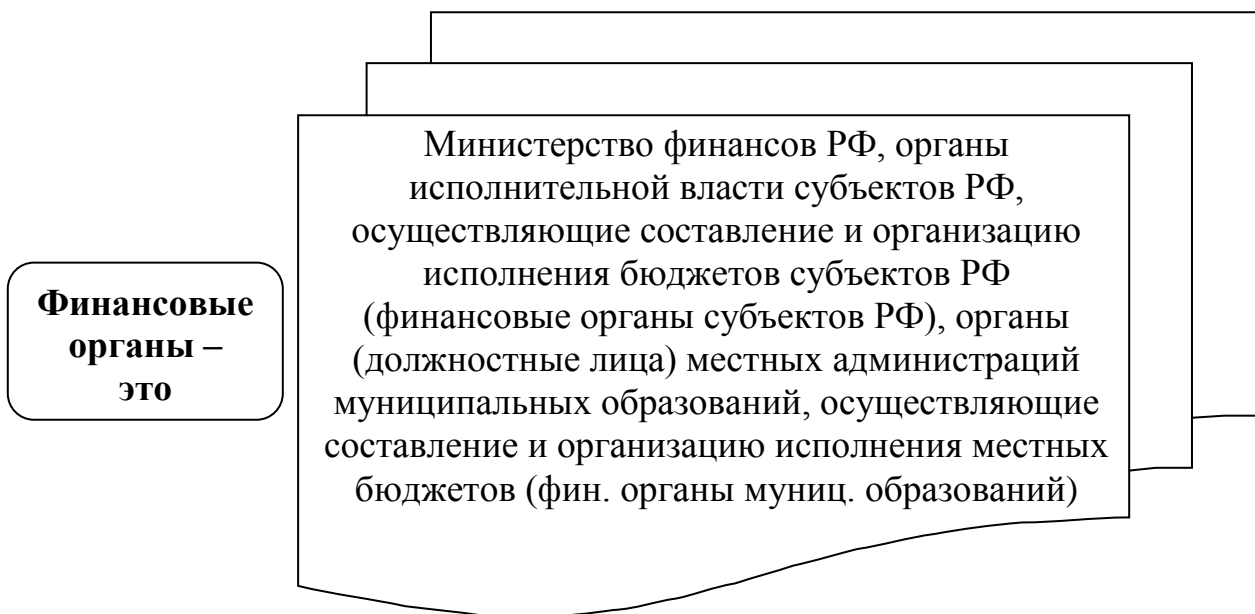 Финансовые
органы –
это
Министерство финансов РФ, органы
исполнительной власти субъектов РФ,
осуществляющие составление и организацию
исполнения бюджетов субъектов РФ
(финансовые органы субъектов РФ), органы
(должностные лица) местных администраций
муниципальных образований, осуществляющие
составление и организацию исполнения местных
бюджетов (фин. органы муниц. образований)